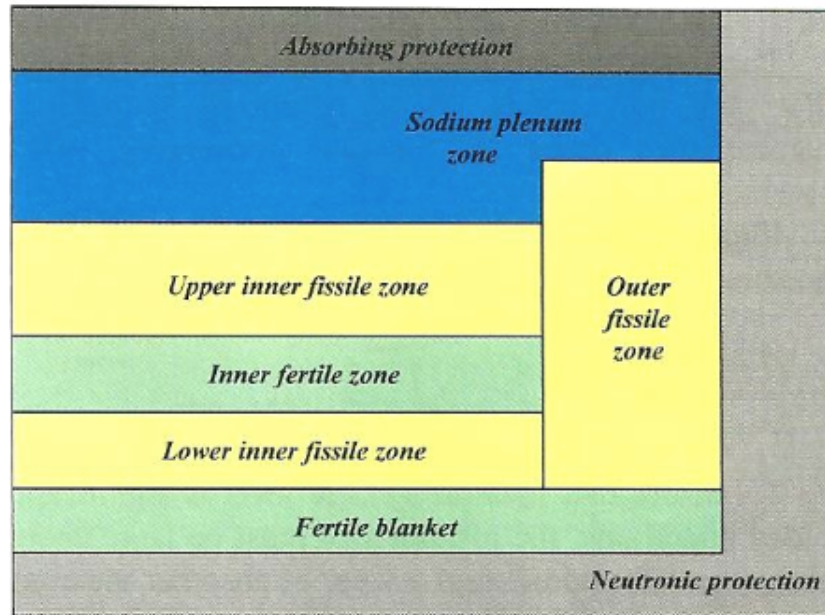 Absorbing protection
Sodium plenum
zone
Upper inner fissile zone
Outer
fissile
zone
Inner fertile zone
Lower inner fissile zone
Fertile blanket
Neutronic protection